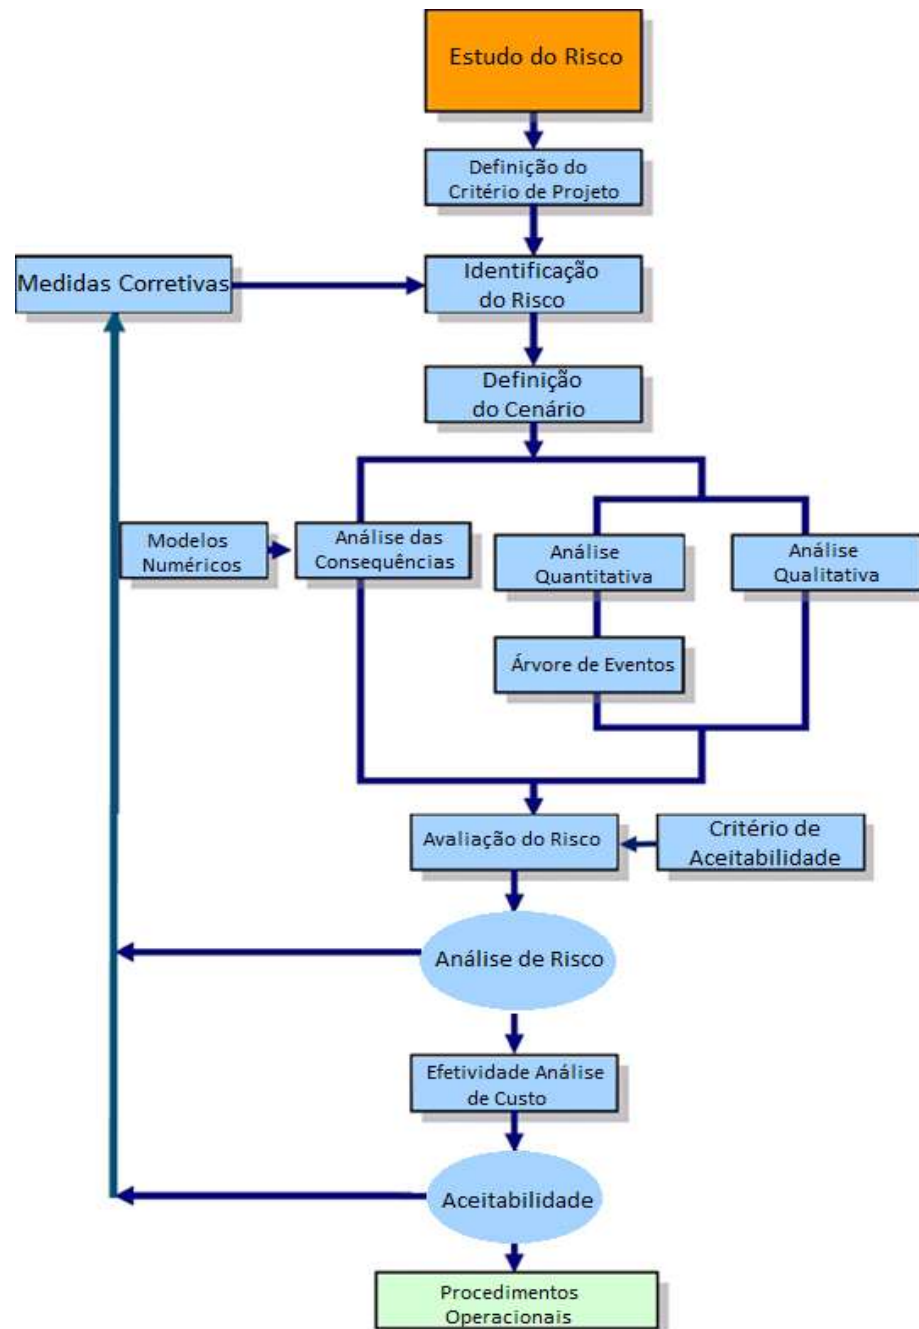 Estudo do Risco
Definição do
Critério de Projeto
Medidas Corretivas
Identificação
do Risco
Definição
do Cenário
Modelos
Numéricos
Análise das
Consequências
Análise
Quantitativa
Análise
Qualitativa
Árvore de Eventos
Avaliação do Risco
Critério de
Aceitabilidade
Análise de Risco
Efetividade Análise
de Custo
Aceitabilidade
Procedimentos
Operacionais